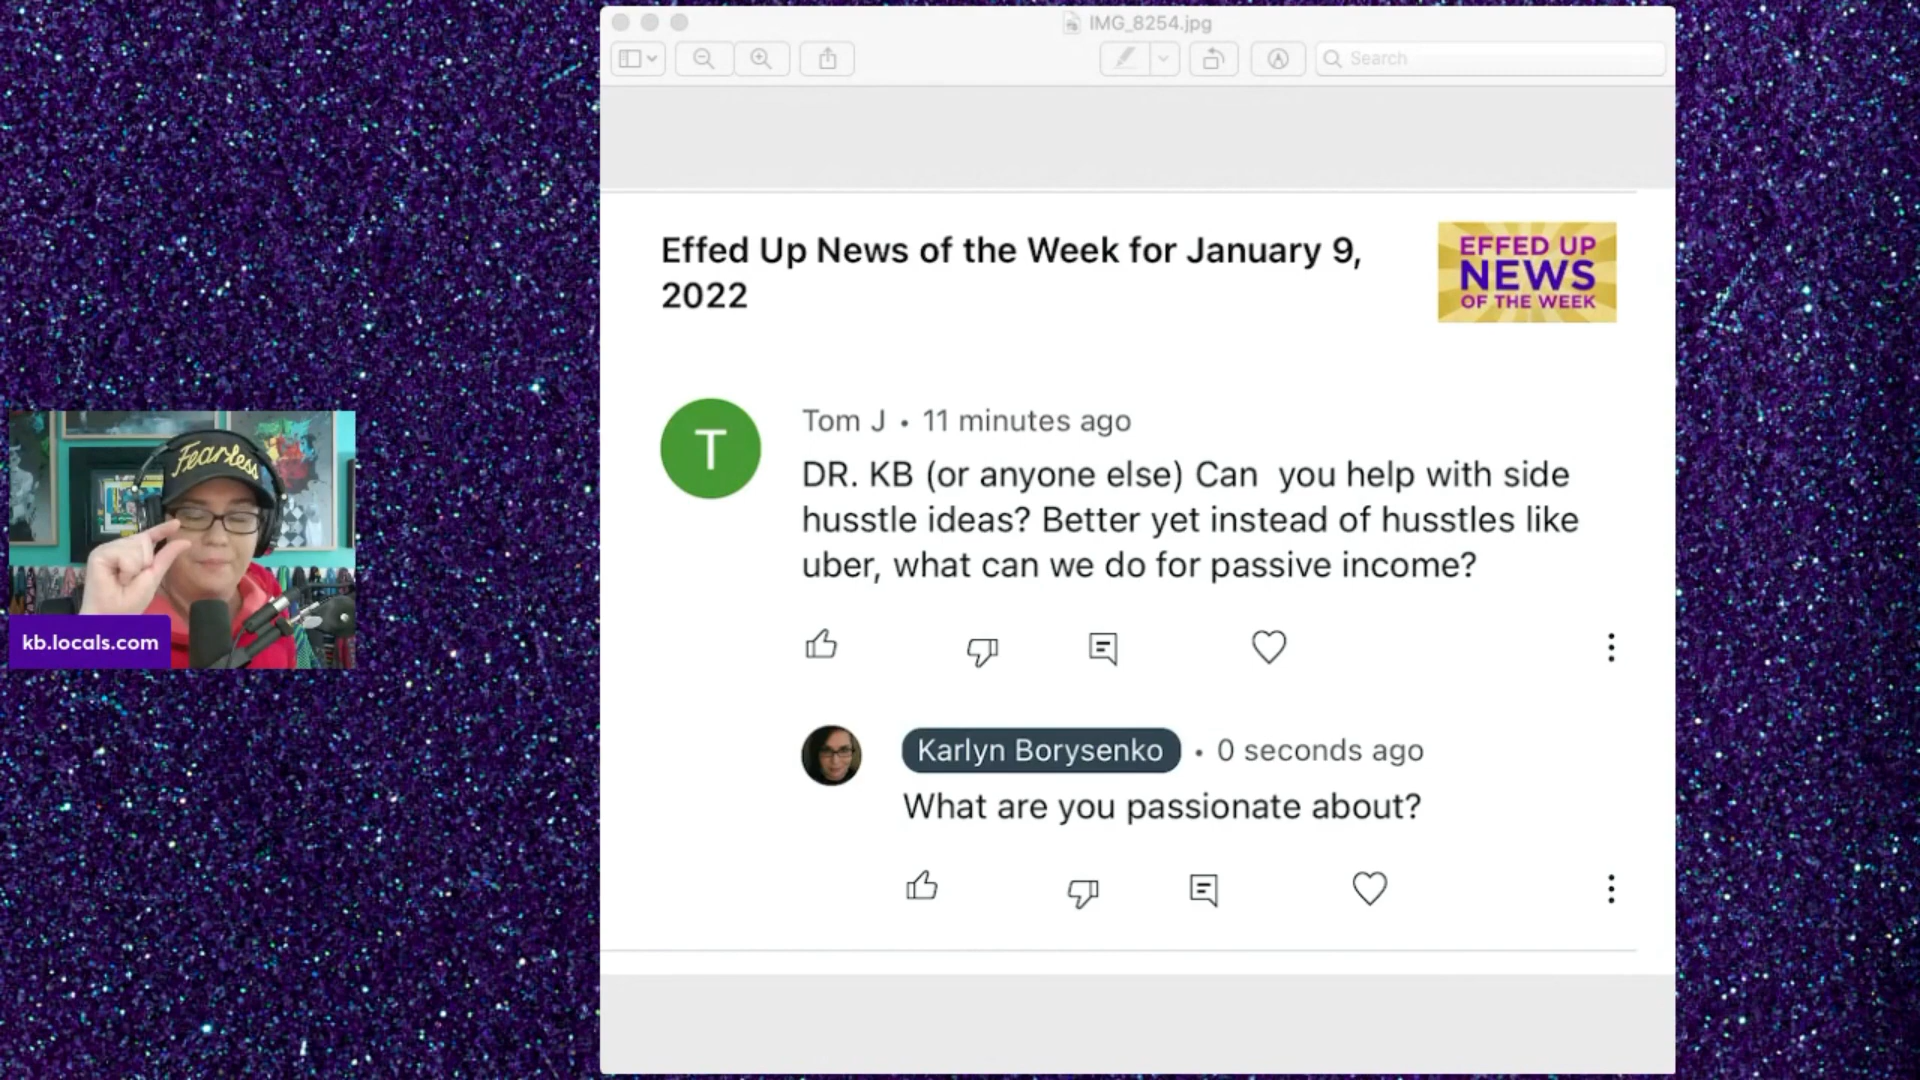 IMG_8254.jpg
Search
Effed Up News of the Week for January 9,
2022
EFFED UP
NEWS
OF THE WEEK
T
Tom J • 11 minutes ago
DR. KB (or anyone else) Can  you help with side
husstle ideas? Better yet instead of husstles like
uber, what can we do for passive income?
Karlyn Borysenko • 0 seconds ago
What are you passionate about?
Fearless
kb.locals.com